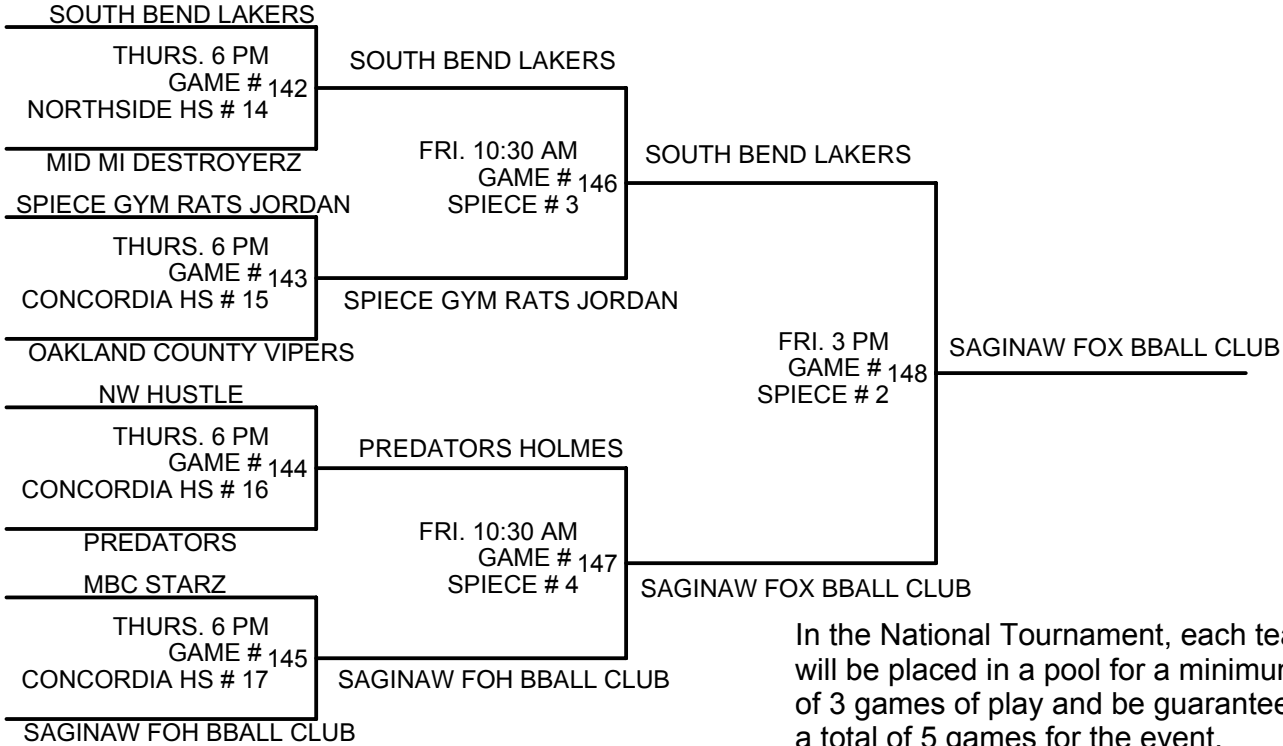 SOUTH BEND LAKERS
THURS. 6 PM
GAME # 142
NORTHSIDE HS # 14
MID MI DESTROYERZ
SPIECE GYM RATS JORDAN
THURS. 6 PM
GAME # 143
CONCORDIA HS # 15
OAKLAND COUNTY VIPERS
NW HUSTLE
THURS. 6 PM
GAME # 144
CONCORDIA HS # 16
PREDATORS
MBC STARZ
THURS. 6 PM
GAME # 145
CONCORDIA HS # 17
SAGINAW FOH BBALL CLUB
SOUTH BEND LAKERS
FRI. 10:30 AM
GAME # 146
SPIECE # 3
SPIECE GYM RATS JORDAN
PREDATORS HOLMES
FRI. 10:30 AM
GAME # 147
SPIECE # 4
SAGINAW FOH BBALL CLUB
SOUTH BEND LAKERS
FRI. 3 PM
GAME # 148
SPIECE # 2
SAGINAW FOX BBALL CLUB
SAGINAW FOX BBALL CLUB
In the National Tournament, each
will be placed in a pool for a
of 3 games of play and be
a total of 5 games for the event.